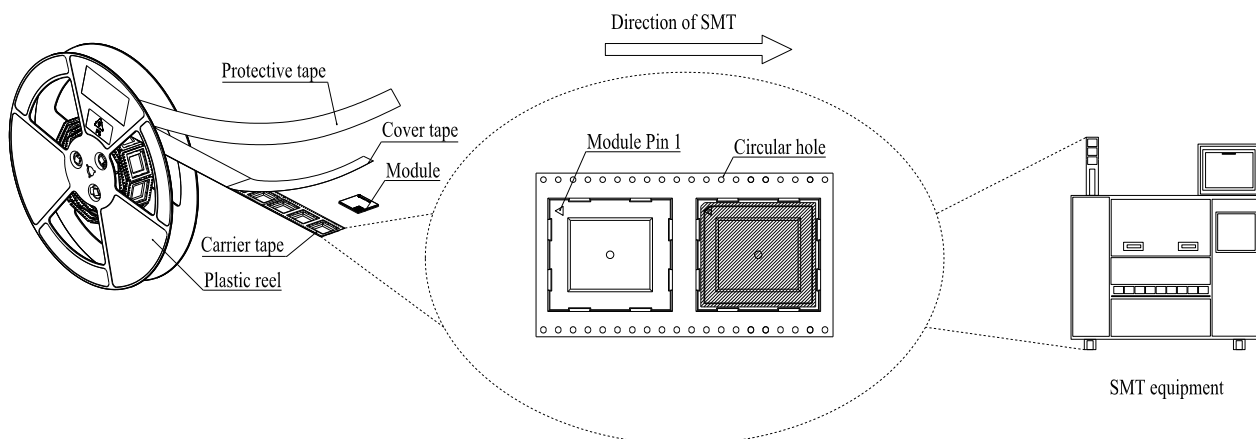 Direction of SMT
Protective tape
Cover tape
Module
Module Pin 1
Circular hole
Carrier tape
Plastic reel
SMT equipment